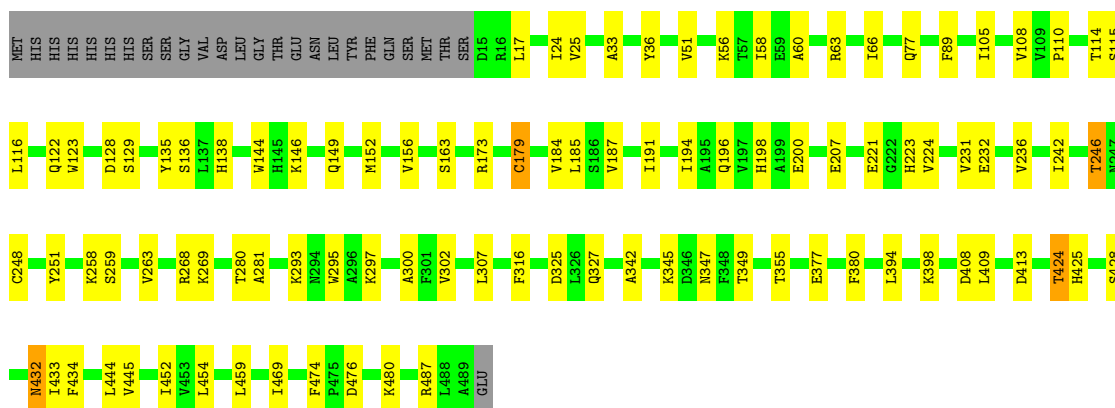 MET HIS HIS HIS HIS HIS HIS SER SER GLY VAL ASP LEU GLY THR GLU ASN LEU TYR PHE GLN SER MET THR SER D15 R16 L17 I24 V25 A33 Y36 V51 K56 T57 I58 E59 A60 R63 I66 Q77 F89 I105 V108 V109 P110 T114 S115
L116 Q122 W123 D128 S129 Y135 S136 L137 H138 W144 H145 K146 Q149 M152 V156 S163 R173 C179 V184 L185 S186 V187 I191 I194 A195 Q196 V197 H198 A199 E200 E207 E221 G222 H223 V224 V231 E232 V236 I242 T246 N247
C248 Y251 K258 S259 V263 R268 K269 T280 A281 K293 N294 W295 A296 K297 A300 F301 V302 L307 F316 D325 L326 Q327 A342 K345 D346 N347 F348 T349 T355 E377 F380 L394 K398 D408 L409 D413 T424 H425 S428
N432 I433 F434 L444 V445 I452 V453 L454 L459 I469 F474 P475 D476 K480 R487 L488 A489 GLU